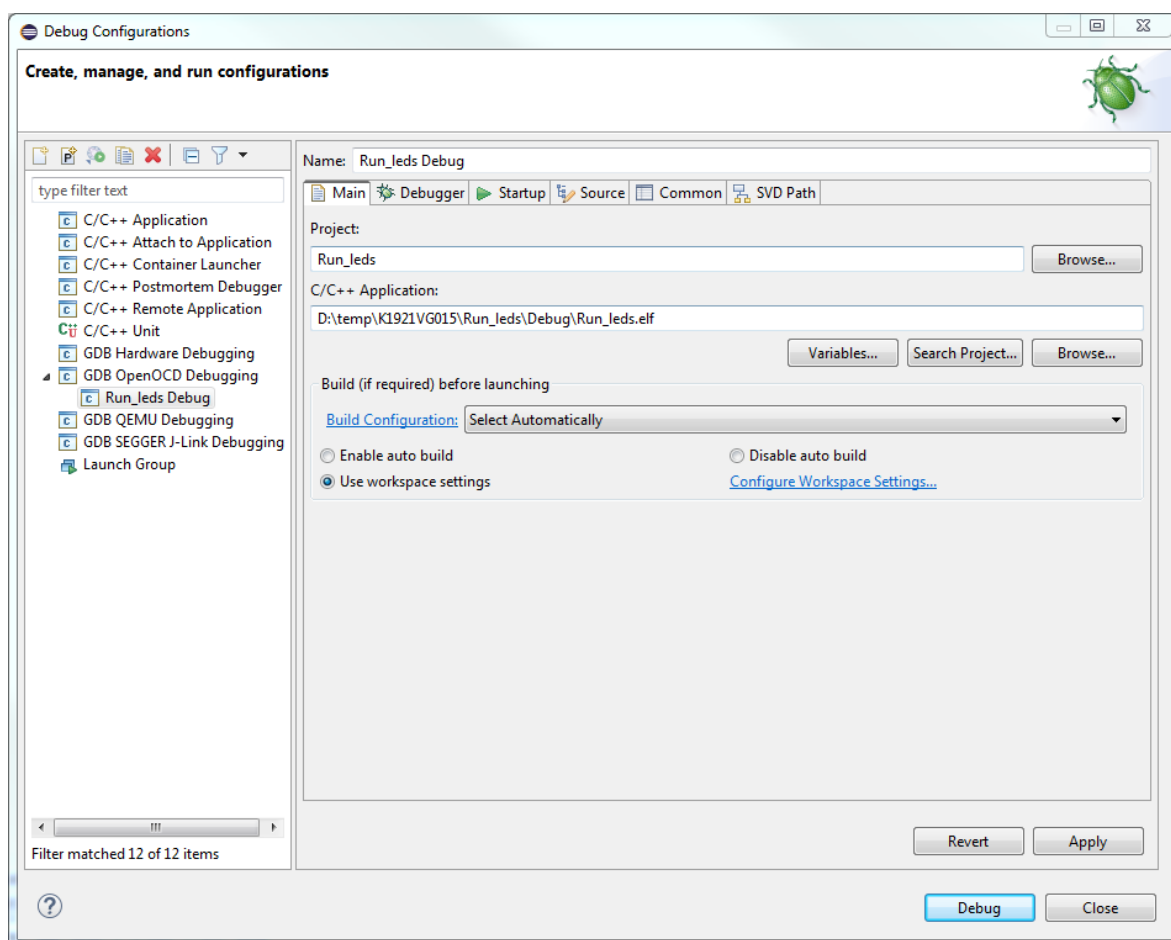 Debug Configurations
Create, manage, and run configurations
type filter text
C/C++ Application
C/C++ Attach to Application
C/C++ Container Launcher
C/C++ Postmortem Debugger
C/C++ Remote Application
C/C++ Unit
GDB Hardware Debugging
GDB OpenOCD Debugging
Run_leds Debug
GDB QEMU Debugging
GDB SEGGER J-Link Debugging
Launch Group
Filter matched 12 of 12 items
Name: Run_leds Debug
Main Debugger Startup Source Common SVD Path
Project:
Run_leds Browse...
C/C++ Application:
D:\temp\K1921VG015\Run_leds\Debug\Run_leds.elf
Variables... Search Project... Browse...
Build (if required) before launching
Build Configuration: Select Automatically
Enable auto build Disable auto build
Use workspace settings Configure Workspace Settings...
Revert Apply
Debug Close